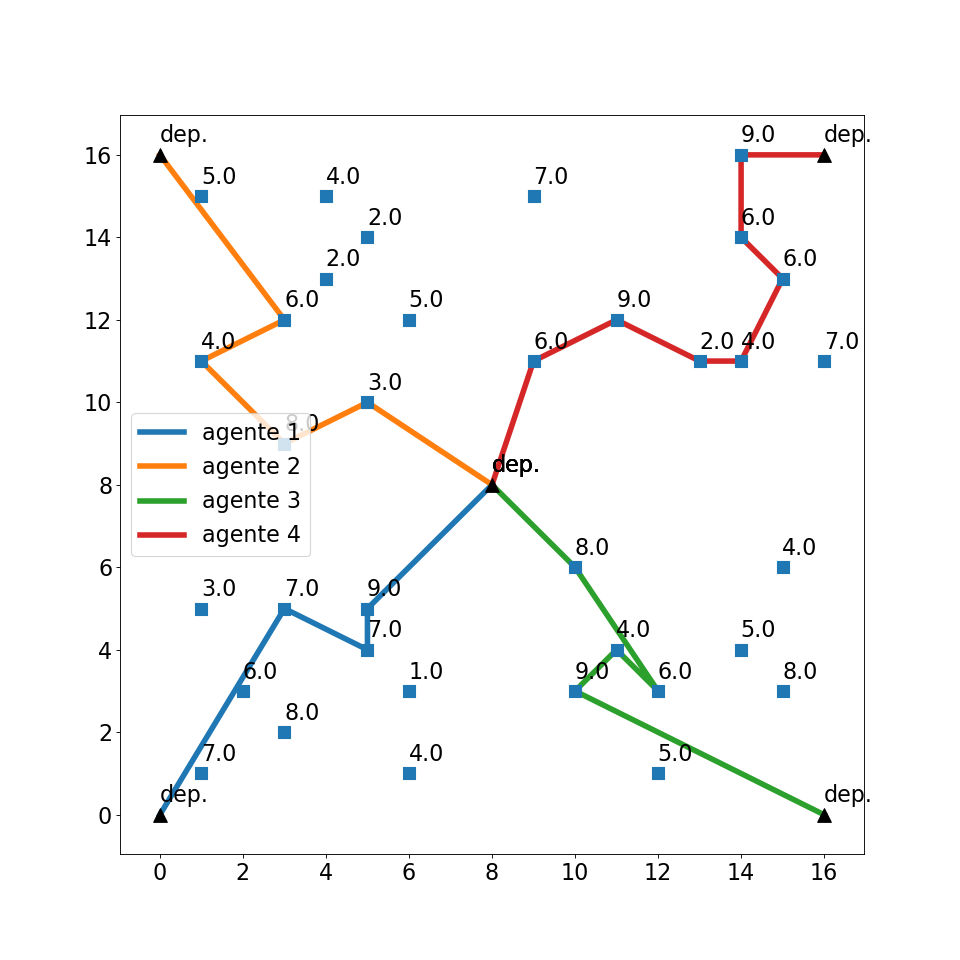 dep. 9.0 dep.
16
5.0 4.0 7.0
2.0 6.0
14
2.0 6.0
6.0 5.0 9.0
12
4.0 6.0 2.0 4.0 7.0
3.0
10
8.0
agente 1
agente 2
agente 3
agente 4
dep.
8
8.0 4.0
6
3.0 7.0 9.0
7.0 4.0 5.0
4
6.0 1.0 9.0 6.0 8.0
8.0
2
7.0 4.0 5.0
dep. dep.
0
0 2 4 6 8 10 12 14 16